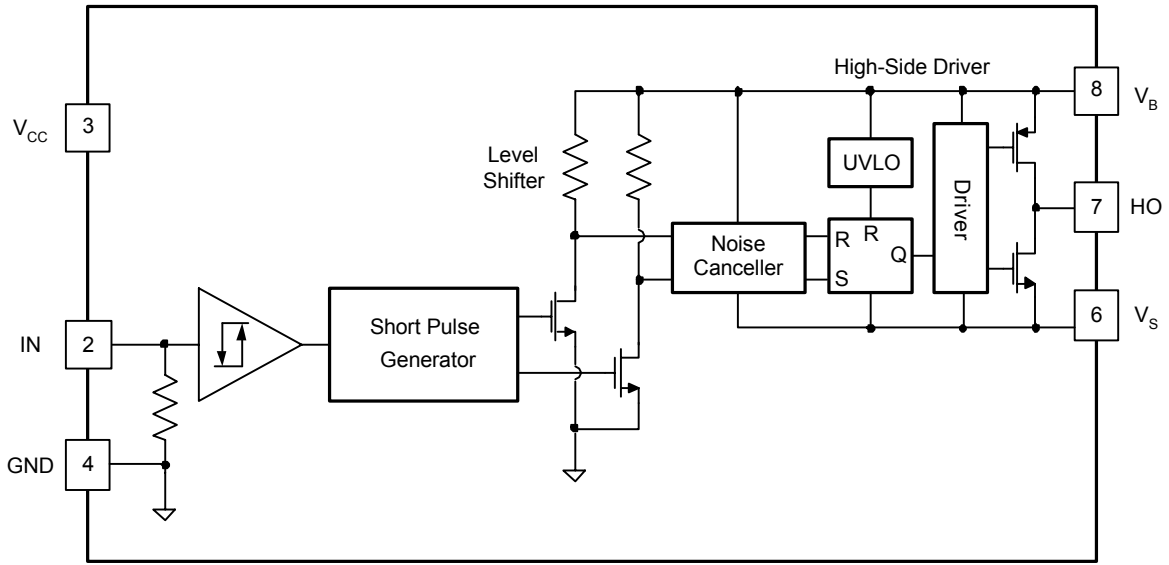 High-Side Driver
8
V_B
3
V_CC
Level
Shifter
UVLO
Driver
7
HO
Noise
Canceller
R
R
Q
S
6
V_S
IN
2
Short Pulse
Generator
GND
4